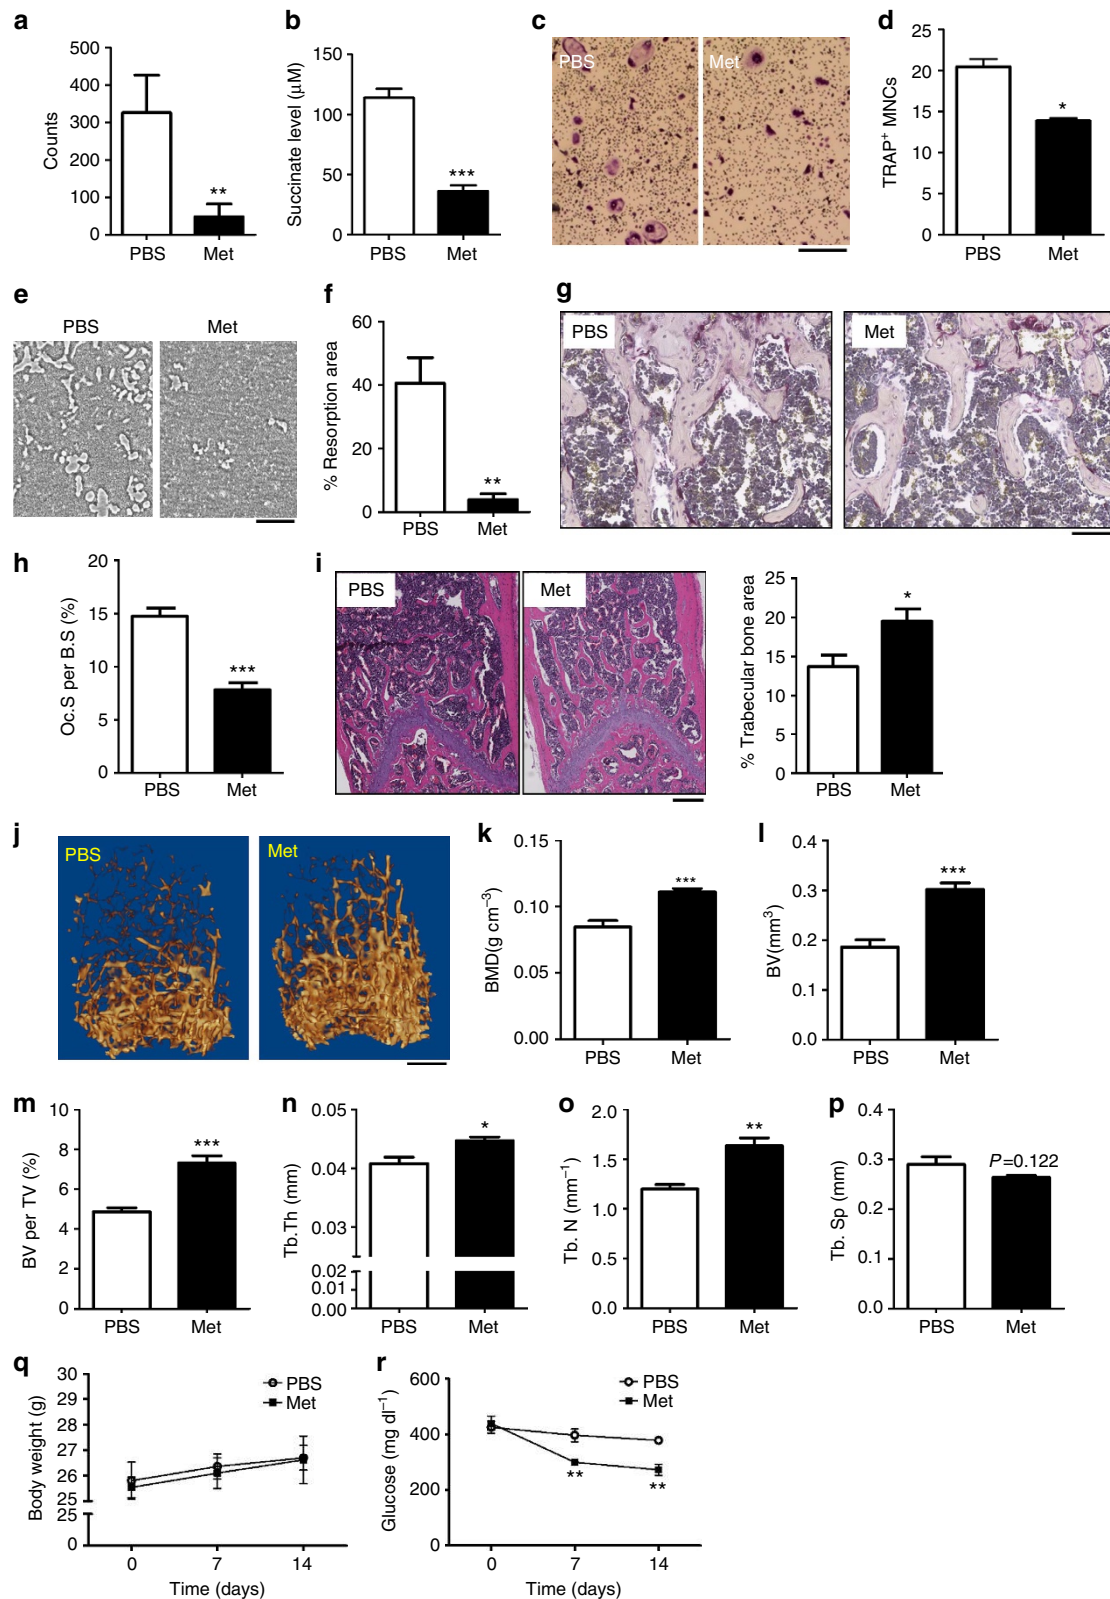 a
500
400
300
200
100
0
Counts
**
PBS Met
b
150
100
50
0
Succinate level (μM)
***
PBS Met
c
PBS
Met
d
25
20
15
10
5
0
TRAP+ MNCs
*
PBS Met
e
PBS Met
f
60
40
20
0
% Resorption area
**
PBS Met
g
PBS
Met
h
20
15
10
5
0
Oc.S per B.S (%)
***
PBS Met
i
PBS
Met
25
20
15
10
5
0
% Trabecular bone area
*
PBS Met
j
PBS
Met
k
0.15
0.10
0.05
0.00
BMD(g cm−3)
***
PBS Met
l
0.4
0.3
0.2
0.1
0.0
BV(mm3)
***
PBS Met
m
10
8
6
4
2
0
BV per TV (%)
***
PBS Met
n
0.05
0.04
0.03
0.02
0.01
0.00
Tb.Th (mm)
*
PBS Met
o
2.0
1.5
1.0
0.5
0.0
Tb. N (mm−1)
**
PBS Met
p
0.4
0.3
0.2
0.1
0.0
Tb. Sp (mm)
P=0.122
PBS Met
q
30
29
28
27
26
25
25
0
Body weight (g)
PBS
Met
0 7 14
Time (days)
r
600
400
200
0
Glucose (mg dl−1)
PBS
Met
**
**
0 7 14
Time (days)